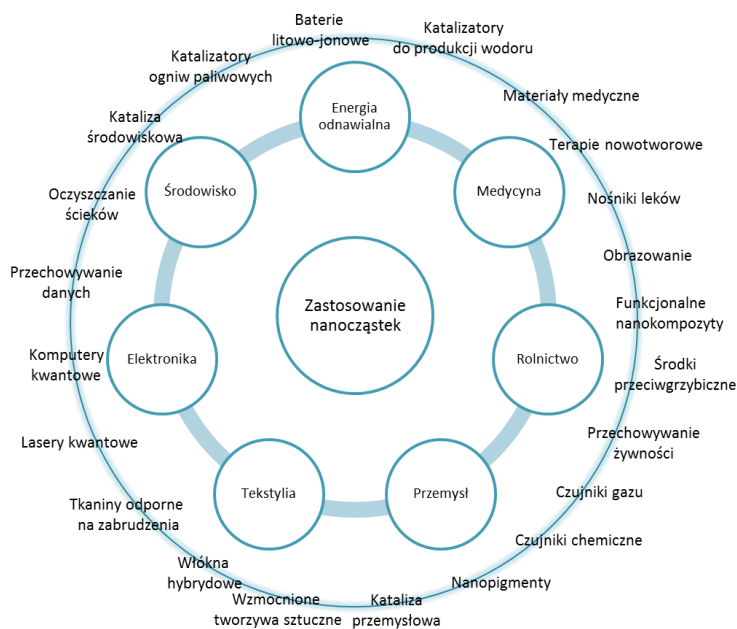 Baterie
litowo-jonowe
Katalizatory
do produkcji wodoru
Katalizatory
ogniw paliwowych
Materiały medyczne
Energia
odnawialna
Kataliza
środowiskowa
Terapie nowotworowe
Środowisko
Medycyna
Oczyszczanie
ścieków
Nośniki leków
Obrazowanie
Przechowywanie
danych
Zastosowanie
nanocząstek
Funkcjonalne
nanokompozyty
Komputery
kwantowe
Elektronika
Rolnictwo
Środki
przeciwgrzybiczne
Lasery kwantowe
Przechowywanie
żywności
Tekstylia
Przemysł
Czujniki gazu
Tkaniny odporne
na zabrudzenia
Czujniki chemiczne
Włókna
hybrydowe
Nanopigmenty
Wzmocnione
tworzywa sztuczne
Kataliza
przemysłowa